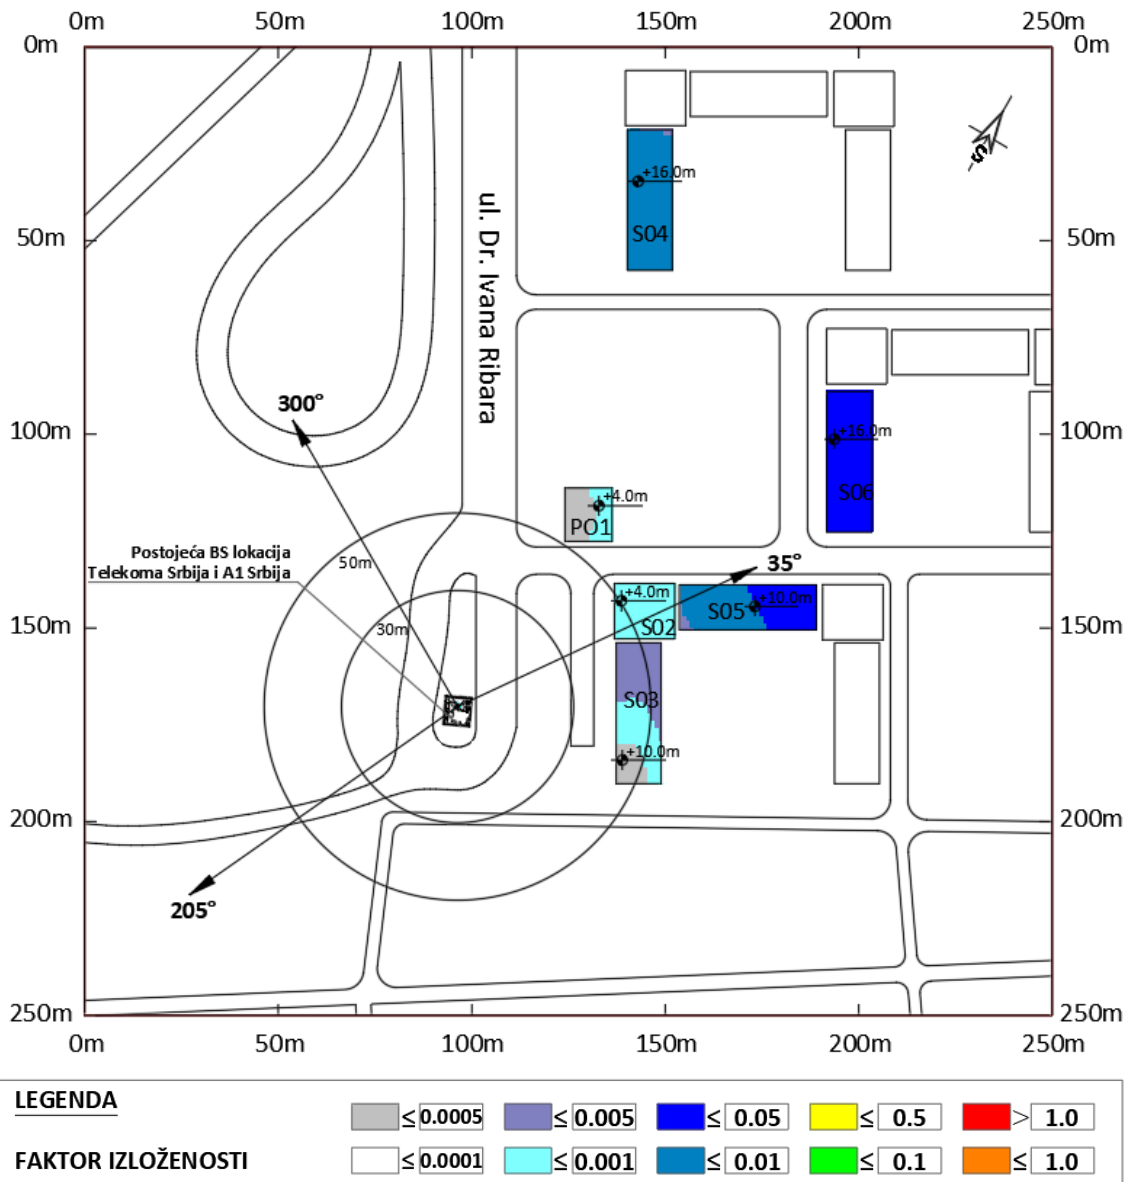 0m 50m 100m 150m 200m 250m
0m 0m
S
+16.0m
S04
50m 50m
ul. Dr. Ivana Ribara
300°
100m 100m
+16.0m
S06
+4.0m
PO1
Postojeća BS lokacija
Telekoma Srbija i A1 Srbija
50m
35°
+4.0m
+10.0m
S05
150m 150m
30m
S02
S03
+10.0m
200m 200m
205°
250m 250m
0m 50m 100m 150m 200m 250m
LEGENDA
≤ 0.0005 ≤ 0.005 ≤ 0.05 ≤ 0.5 > 1.0
FAKTOR IZLOŽENOSTI ≤ 0.0001 ≤ 0.001 ≤ 0.01 ≤ 0.1 ≤ 1.0